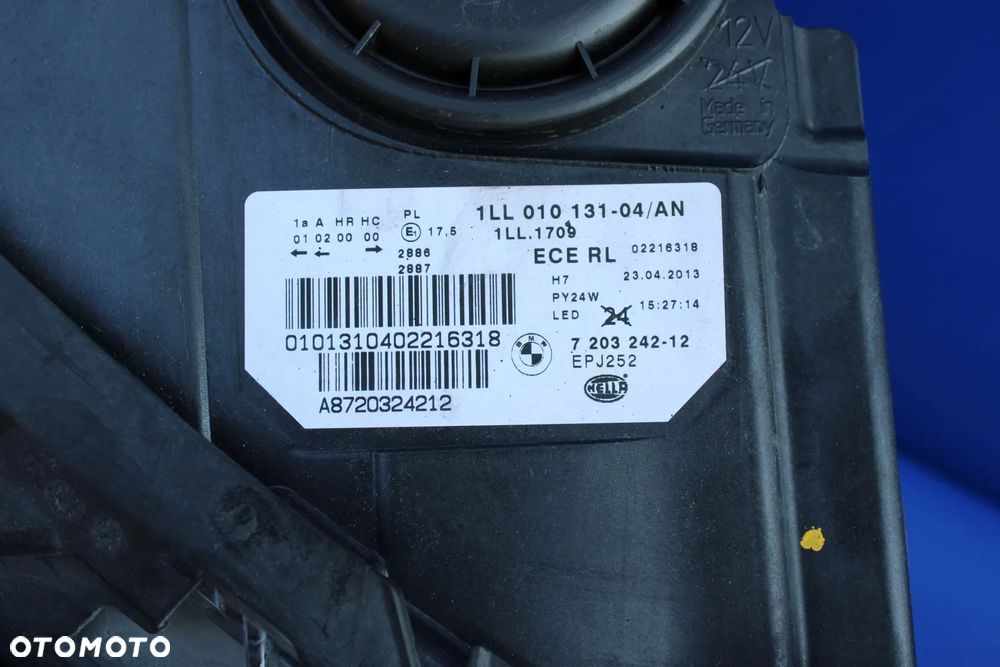 12V
24V
Made in
Germany
1a A HR HC PL
01 02 00 00 E1 17,5
2886
2887
1LL 010 131-04/AN
1LL.1709
ECE RL 02216318
H7 23.04.2013
PY24W
LED 24 15:27:14
0101310402216318
BMW 7 203 242-12
EPJ252
HELLA
A8720324212
OTOMOTO